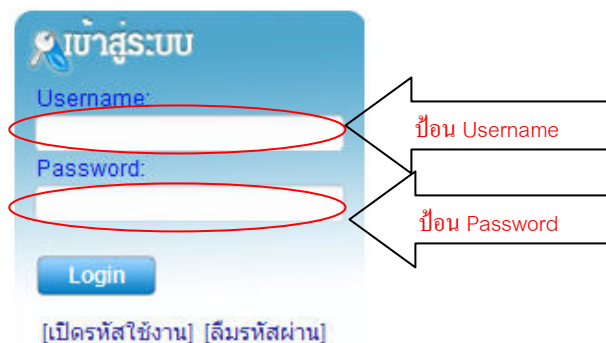 เข้าสู่ระบบ
Username:
ป้อน Username
Password:
ป้อน Password
Login
[เปิดรหัสใช้งาน] [ลืมรหัสผ่าน]